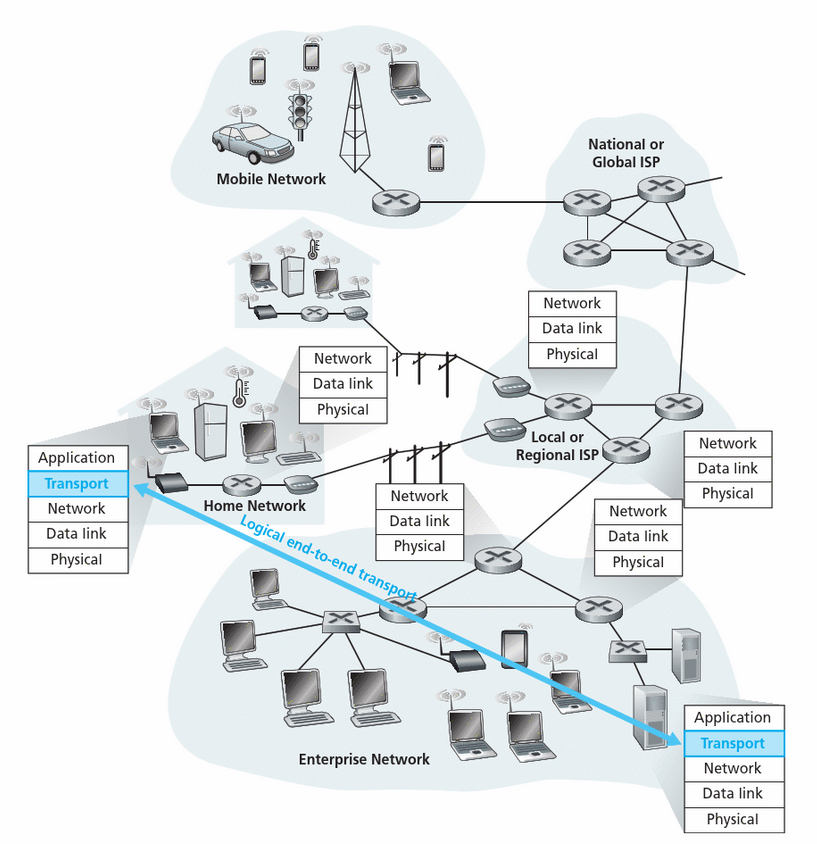 National or
Global ISP
Mobile Network
Network
Data link
Physical
Network
Data link
Physical
Local or
Regional ISP
Network
Data link
Physical
Application
Transport
Network
Data link
Physical
Home Network
Network
Data link
Physical
Network
Data link
Physical
Logical end-to-end transport
Application
Transport
Network
Data link
Physical
Enterprise Network